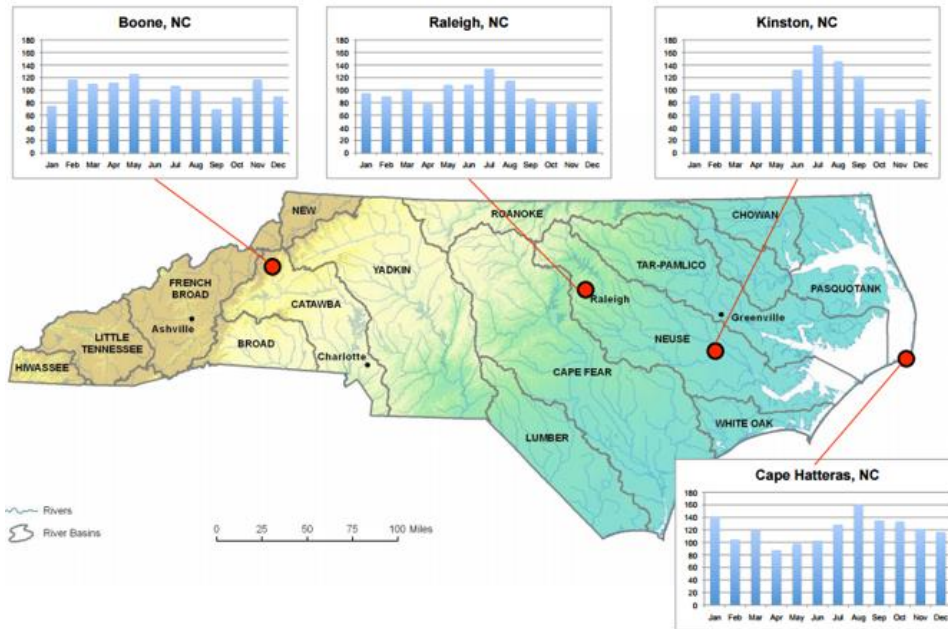 Boone, NC
180
160
140
120
100
80
60
40
20
0
Jan Feb Mar Apr May Jun Jul Aug Sep Oct Nov Dec
Raleigh, NC
180
160
140
120
100
80
60
40
20
0
Jan Feb Mar Apr May Jun Jul Aug Sep Oct Nov Dec
Kinston, NC
180
160
140
120
100
80
60
40
20
0
Jan Feb Mar Apr May Jun Jul Aug Sep Oct Nov Dec
NEW
ROANOKE
CHOWAN
YADKIN
TAR-PAMLICO
FRENCH
BROAD
PASQUOTANK
CATAWBA
Raleigh
Ashville
Greenville
LITTLE
TENNESSEE
BROAD
NEUSE
Charlotte
HIWASSEE
CAPE FEAR
WHITE OAK
LUMBER
Rivers
River Basins
0 25 50 75 100 Miles
Cape Hatteras, NC
180
160
140
120
100
80
60
40
20
0
Jan Feb Mar Apr May Jun Jul Aug Sep Oct Nov Dec